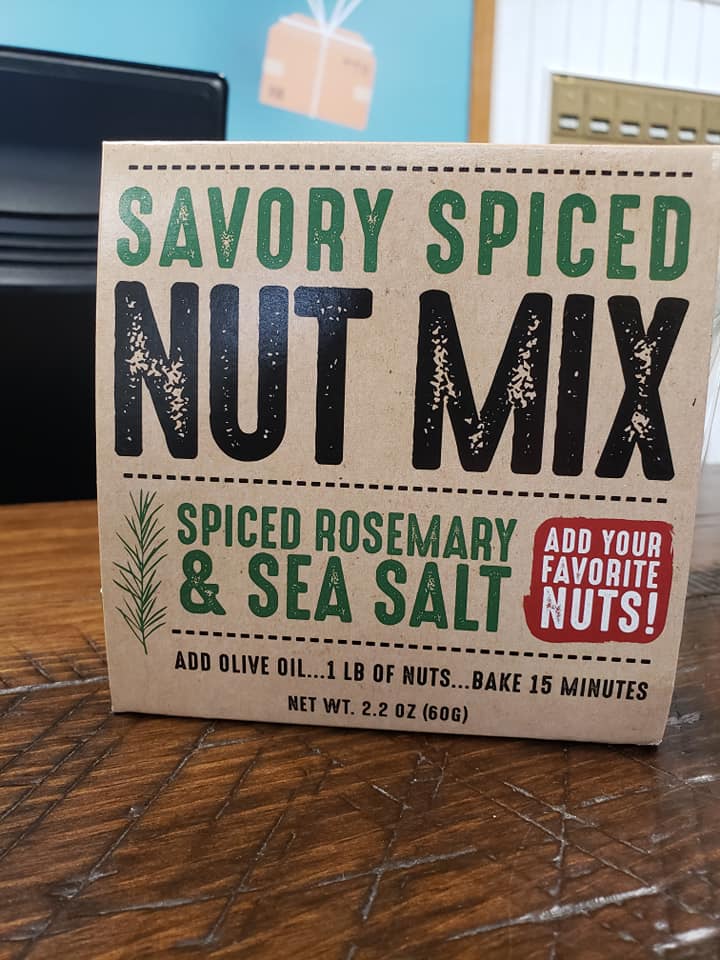 SAVORY SPICED
NUT MIX
SPICED ROSEMARY
& SEA SALT
ADD YOUR
FAVORITE
NUTS!
ADD OLIVE OIL...1 LB OF NUTS...BAKE 15 MINUTES
NET WT. 2.2 OZ (60G)